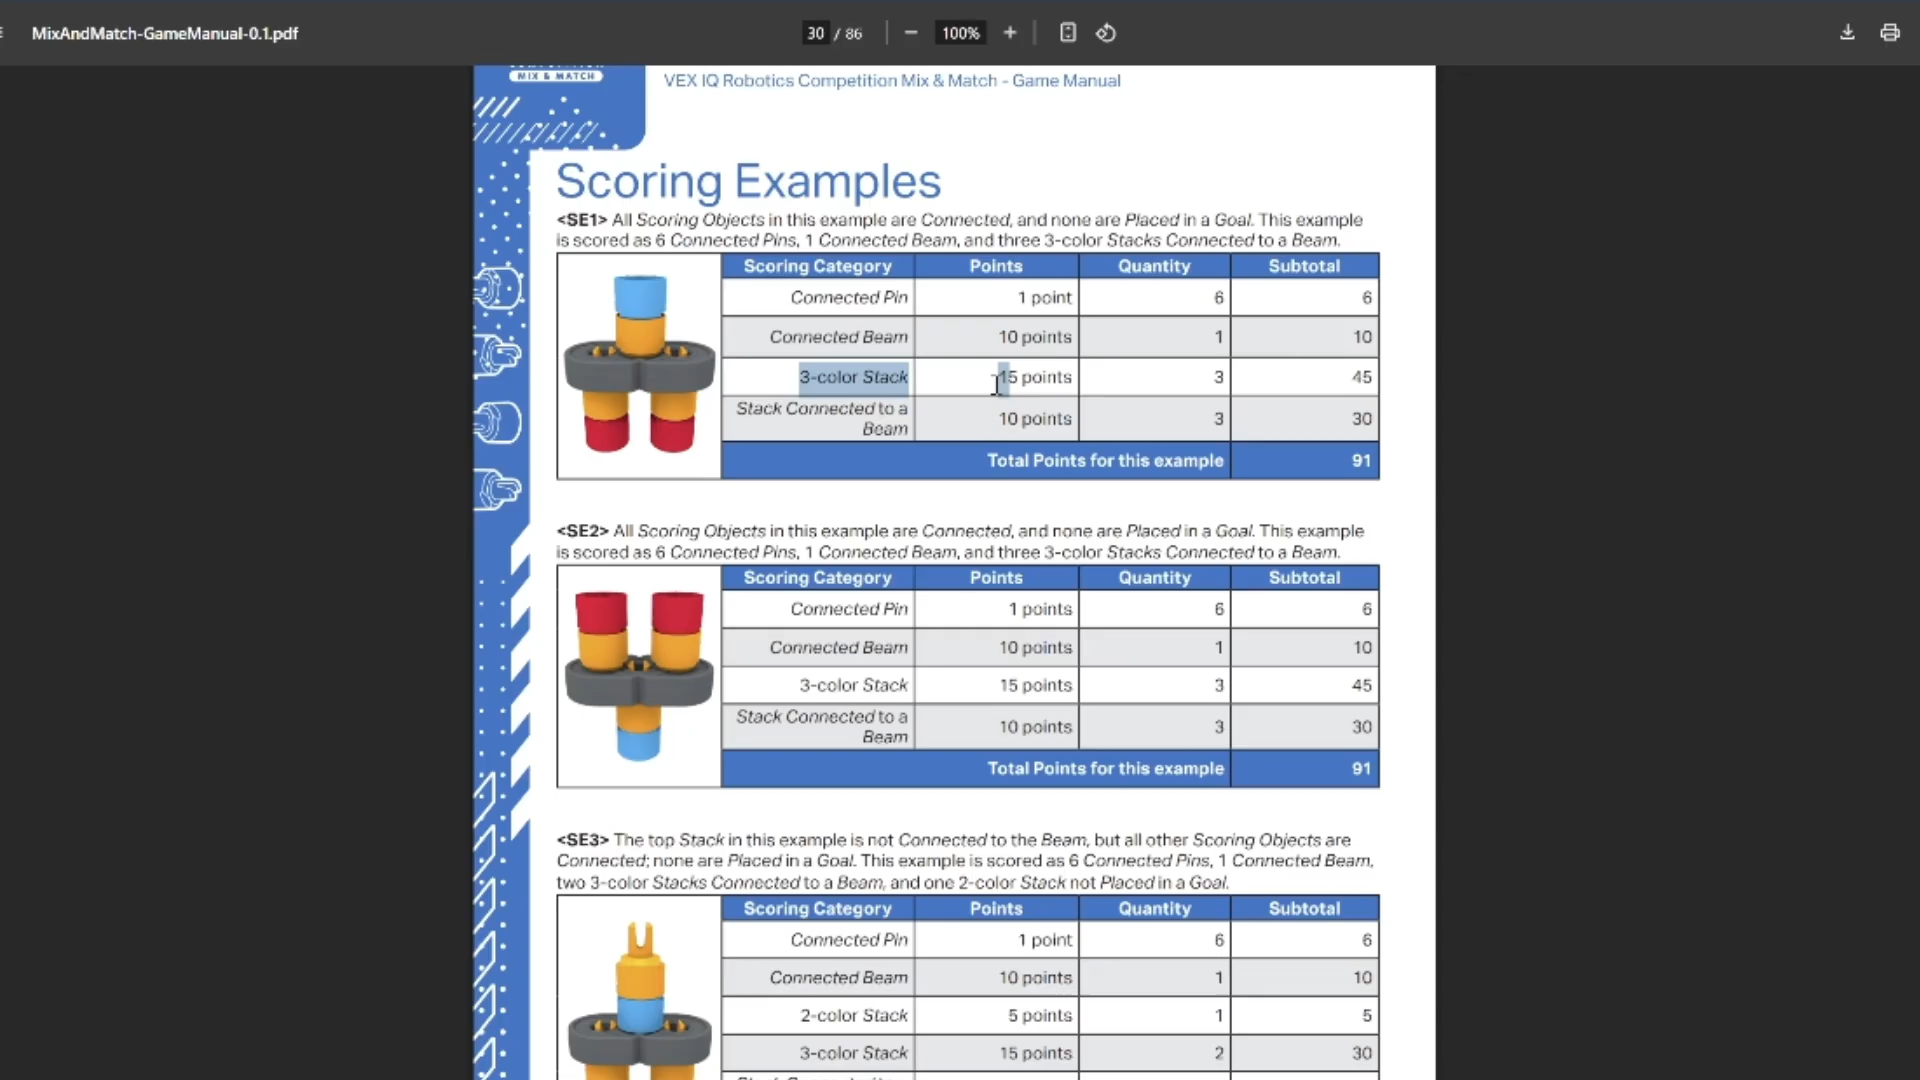 MixAndMatch-GameManual-0.1.pdf
30 / 86
100%
MIX & MATCH
VEX IQ Robotics Competition Mix & Match - Game Manual
Scoring Examples
<SE1> All Scoring Objects in this example are Connected, and none are Placed in a Goal. This example
is scored as 6 Connected Pins, 1 Connected Beam, and three 3-color Stacks Connected to a Beam.
Scoring Category Points Quantity Subtotal
Connected Pin 1 point 6 6
Connected Beam 10 points 1 10
3-color Stack 15 points 3 45
Stack Connected to a
Beam 10 points 3 30
Total Points for this example 91
<SE2> All Scoring Objects in this example are Connected, and none are Placed in a Goal. This example
is scored as 6 Connected Pins, 1 Connected Beam, and three 3-color Stacks Connected to a Beam.
Scoring Category Points Quantity Subtotal
Connected Pin 1 points 6 6
Connected Beam 10 points 1 10
3-color Stack 15 points 3 45
Stack Connected to a
Beam 10 points 3 30
Total Points for this example 91
<SE3> The top Stack in this example is not Connected to the Beam, but all other Scoring Objects are
Connected; none are Placed in a Goal. This example is scored as 6 Connected Pins, 1 Connected Beam,
two 3-color Stacks Connected to a Beam, and one 2-color Stack not Placed in a Goal.
Scoring Category Points Quantity Subtotal
Connected Pin 1 point 6 6
Connected Beam 10 points 1 10
2-color Stack 5 points 1 5
3-color Stack 15 points 2 30